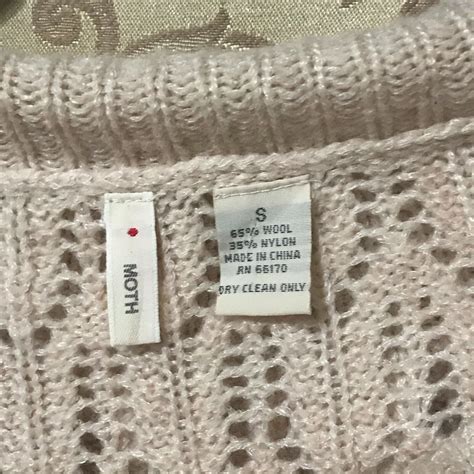 MOTH
S
65% WOOL
35% NYLON
MADE IN CHINA
RN 66170
DRY CLEAN ONLY